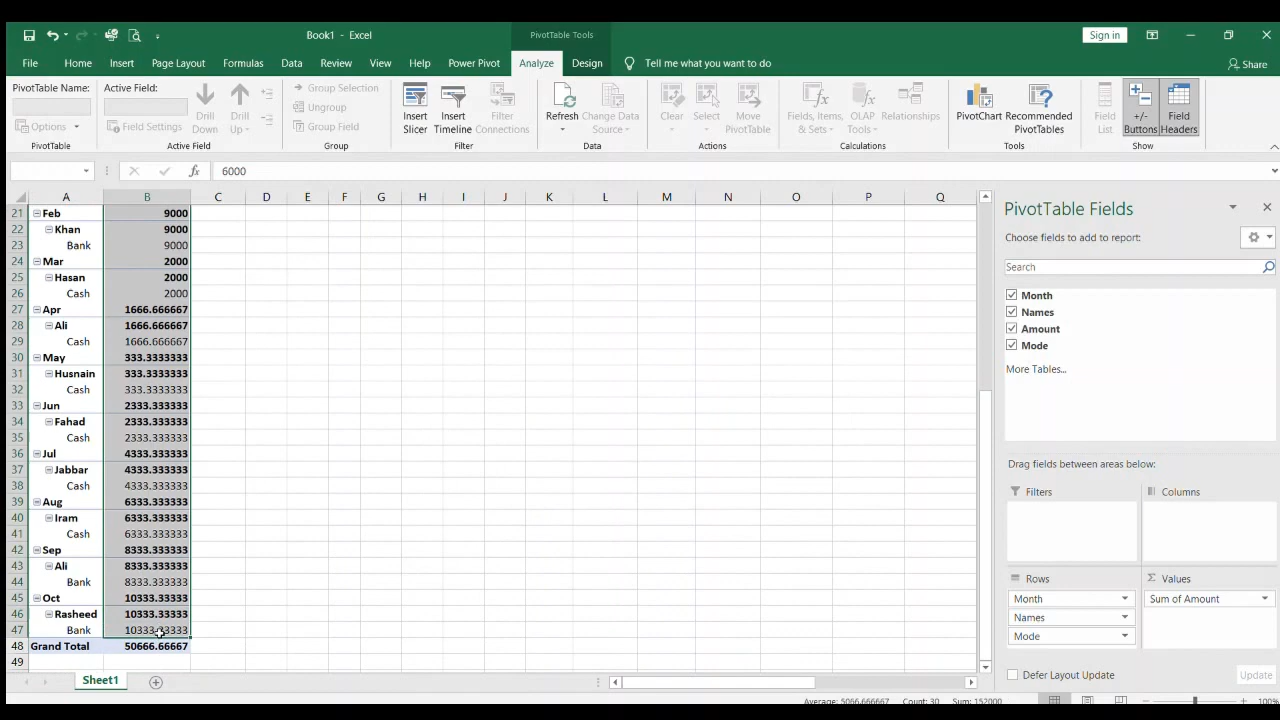 Book1 - Excel
PivotTable Tools
Sign in
File Home Insert Page Layout Formulas Data Review View Help Power Pivot Analyze Design Tell me what you want to do Share
PivotTable Name:
Options
PivotTable
Active Field:
Field Settings
Drill Down
Drill Up
Active Field
Group Selection
Ungroup
Group Field
Group
Insert Slicer
Insert Timeline
Filter Connections
Filter
Refresh
Change Data Source
Data
Clear
Select
Move PivotTable
Actions
Fields, Items, & Sets
OLAP Tools
Relationships
Calculations
PivotChart
Recommended PivotTables
Tools
Field List
+/- Buttons
Field Headers
Show
fx 6000
A B C D E F G H I J K L M N O P Q
21 Feb 9000
22 Khan 9000
23 Bank 9000
24 Mar 2000
25 Hasan 2000
26 Cash 2000
27 Apr 1666.666667
28 Ali 1666.666667
29 Cash 1666.666667
30 May 333.3333333
31 Husnain 333.3333333
32 Cash 333.3333333
33 Jun 2333.333333
34 Fahad 2333.333333
35 Cash 2333.333333
36 Jul 4333.333333
37 Jabbar 4333.333333
38 Cash 4333.333333
39 Aug 6333.333333
40 Iram 6333.333333
41 Cash 6333.333333
42 Sep 8333.333333
43 Ali 8333.333333
44 Bank 8333.333333
45 Oct 10333.33333
46 Rasheed 10333.33333
47 Bank 10333.33333
48 Grand Total 50666.66667
49
Sheet1
PivotTable Fields
Choose fields to add to report:
Search
Month
Names
Amount
Mode
More Tables...
Drag fields between areas below:
Filters
Columns
Rows
Month
Names
Mode
Σ Values
Sum of Amount
Defer Layout Update
Update
Average: 5066.666667 Count: 30 Sum: 152000
100%